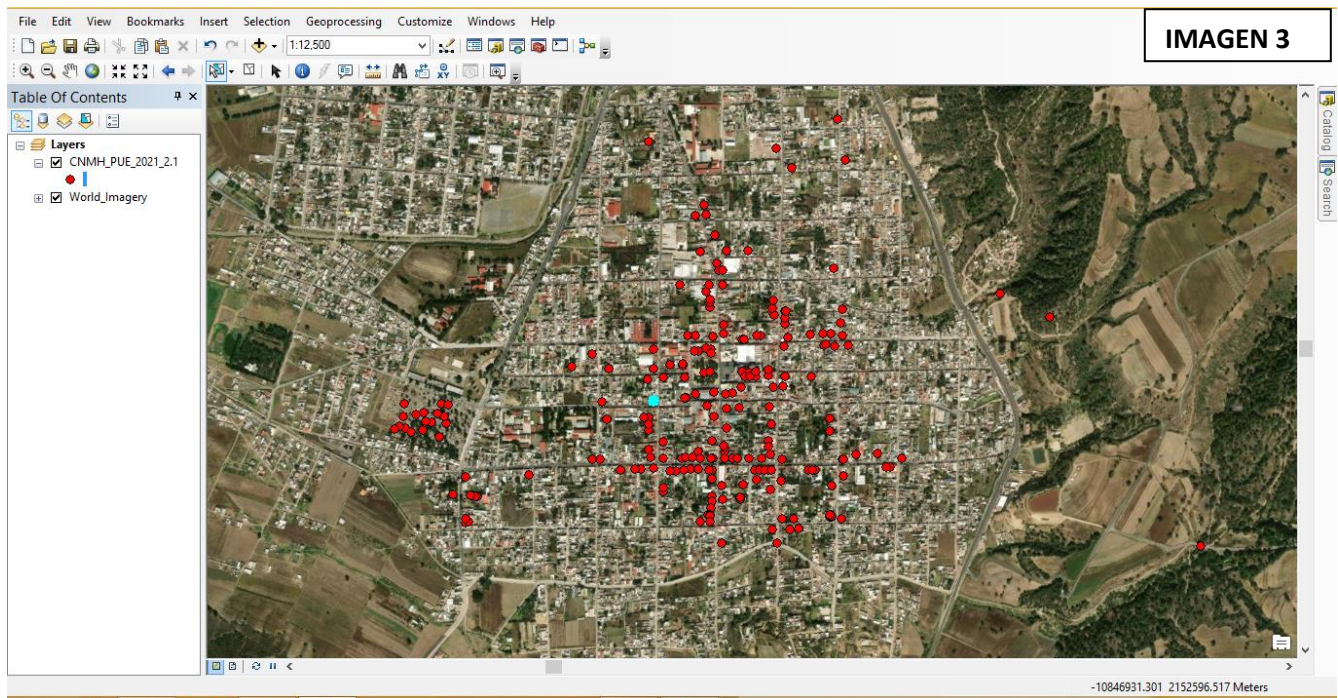 File Edit View Bookmarks Insert Selection Geoprocessing Customize Windows Help
IMAGEN 3
1:12,500
Table Of Contents
Layers
CNMH_PUE_2021_2.1
World_Imagery
Catalog
Search
-10846931.301 2152596.517 Meters